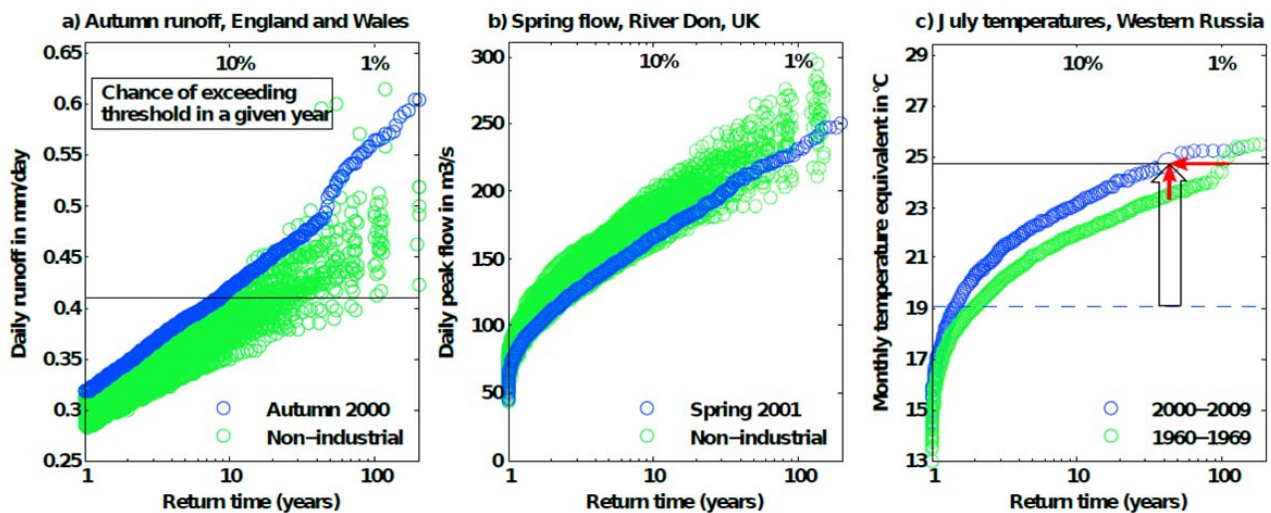 a) Autumn runoff, England and Wales
0.65
0.6
0.55
0.5
0.45
0.4
0.35
0.3
0.25
Daily runoff in mm/day
10%
1%
Chance of exceeding
threshold in a given year
Autumn 2000
Non−industrial
1
10
100
Return time (years)
b) Spring flow, River Don, UK
300
250
200
150
100
50
0
Daily peak flow in m3/s
10%
1%
Spring 2001
Non−industrial
1
10
100
Return time (years)
c) July temperatures, Western Russia
29
27
25
23
21
19
17
15
13
Monthly temperature equivalent in °C
10%
1%
2000−2009
1960−1969
1
10
100
Return time (years)